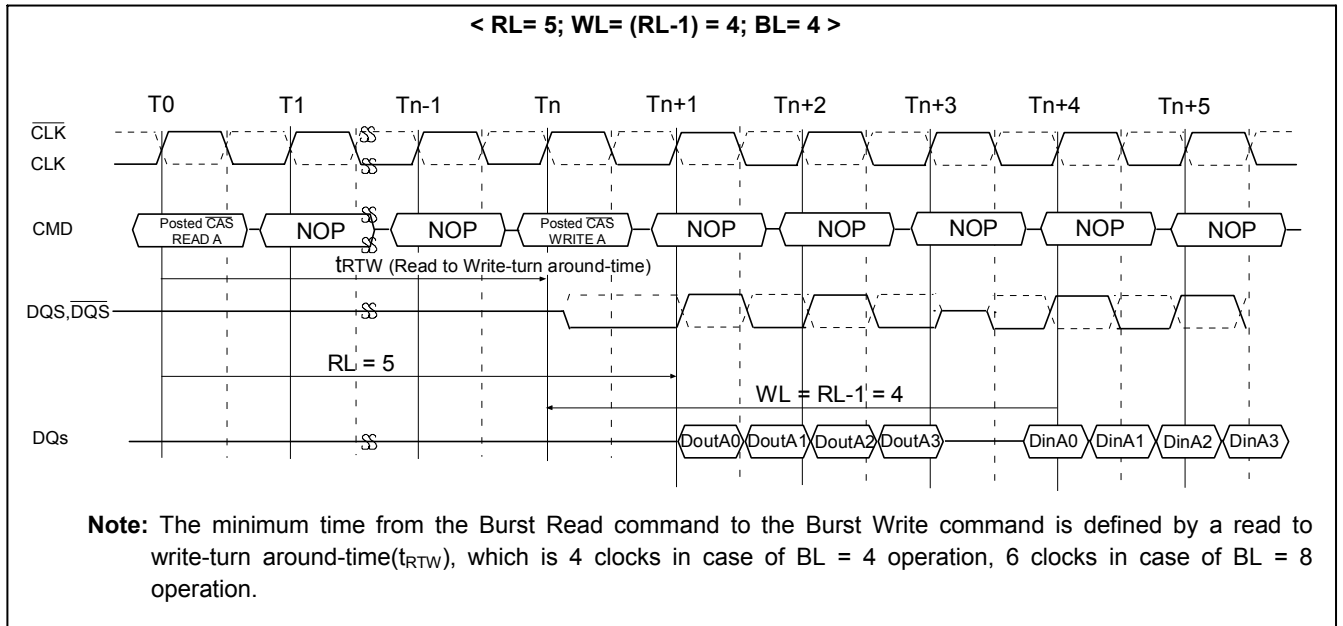 < RL= 5; WL= (RL-1) = 4; BL= 4 >
T0 T1 Tn-1 Tn Tn+1 Tn+2 Tn+3 Tn+4 Tn+5
C̅L̅K̅
CLK
CMD
Posted C̅A̅S̅
READ A
NOP
NOP
Posted C̅A̅S̅
WRITE A
NOP
NOP
NOP
NOP
NOP
tRTW (Read to Write-turn around-time)
DQS,D̅Q̅S̅
RL = 5
WL = RL-1 = 4
DQs
DoutA0 DoutA1 DoutA2 DoutA3 DinA0 DinA1 DinA2 DinA3
Note: The minimum time from the Burst Read command to the Burst Write command is defined by a read to
write-turn around-time(tRTW), which is 4 clocks in case of BL = 4 operation, 6 clocks in case of BL = 8
operation.